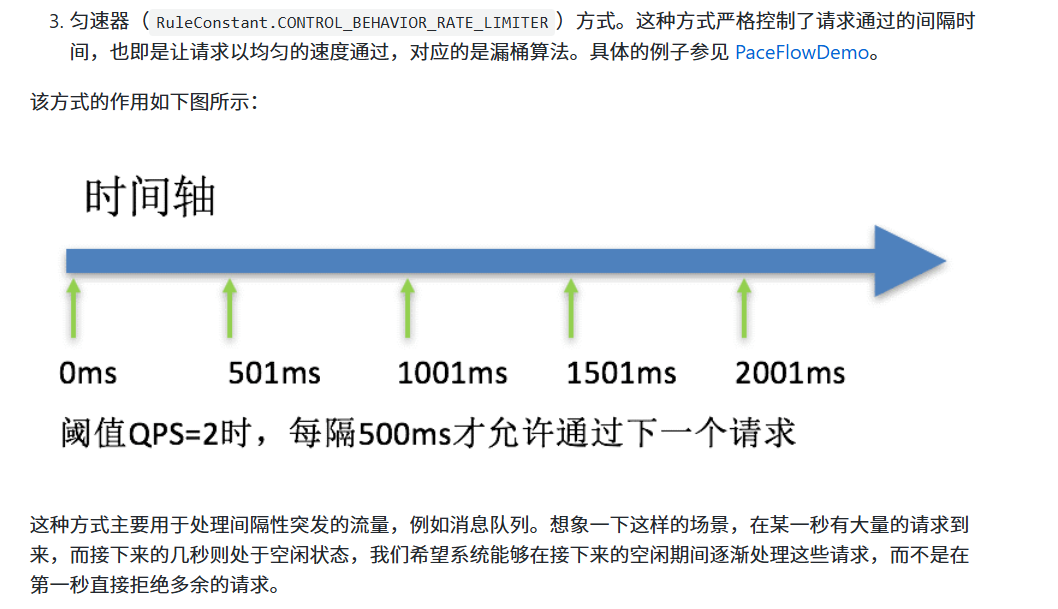 3. 匀速器（RuleConstant.CONTROL_BEHAVIOR_RATE_LIMITER）方式。这种方式严格控制了请求通过的间隔时
间，也即是让请求以均匀的速度通过，对应的是漏桶算法。具体的例子参见 PaceFlowDemo。
该方式的作用如下图所示：
时间轴
0ms 501ms 1001ms 1501ms 2001ms
阈值QPS=2时，每隔500ms才允许通过下一个请求
这种方式主要用于处理间隔性突发的流量，例如消息队列。想象一下这样的场景，在某一秒有大量的请求到
来，而接下来的几秒则处于空闲状态，我们希望系统能够在接下来的空闲期间逐渐处理这些请求，而不是在
第一秒直接拒绝多余的请求。